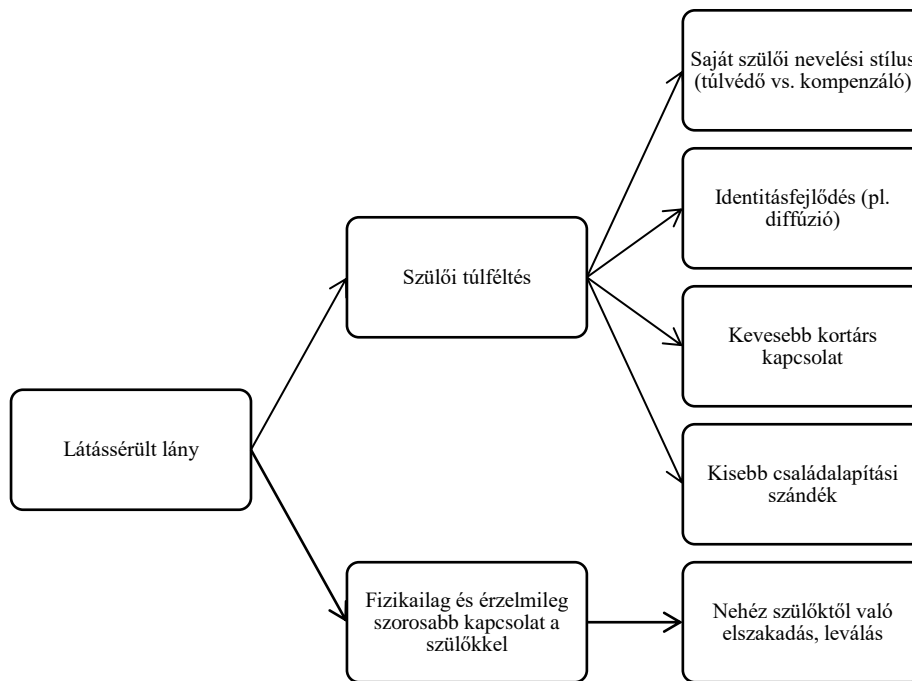 Saját szülői nevelési stílus
(túlvédő vs. kompenzáló)
Identitásfejlődés (pl.
diffúzió)
Szülői túlféltés
Kevesebb kortárs
kapcsolat
Látássérült lány
Kisebb családalapítási
szándék
Fizikailag és érzelmileg
szorosabb kapcsolat a
szülőkkel
Nehéz szülőktől való
elszakadás, leválás